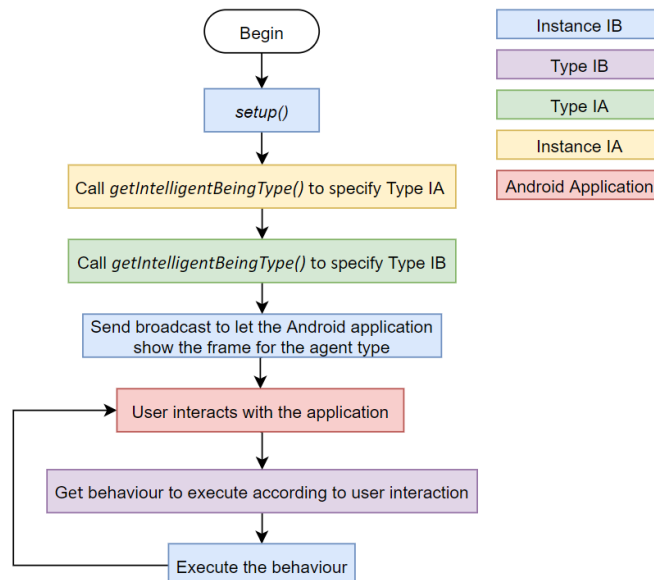 Begin
setup()
Call getIntelligentBeingType() to specify Type IA
Call getIntelligentBeingType() to specify Type IB
Send broadcast to let the Android application
show the frame for the agent type
User interacts with the application
Get behaviour to execute according to user interaction
Execute the behaviour
Instance IB
Type IB
Type IA
Instance IA
Android Application